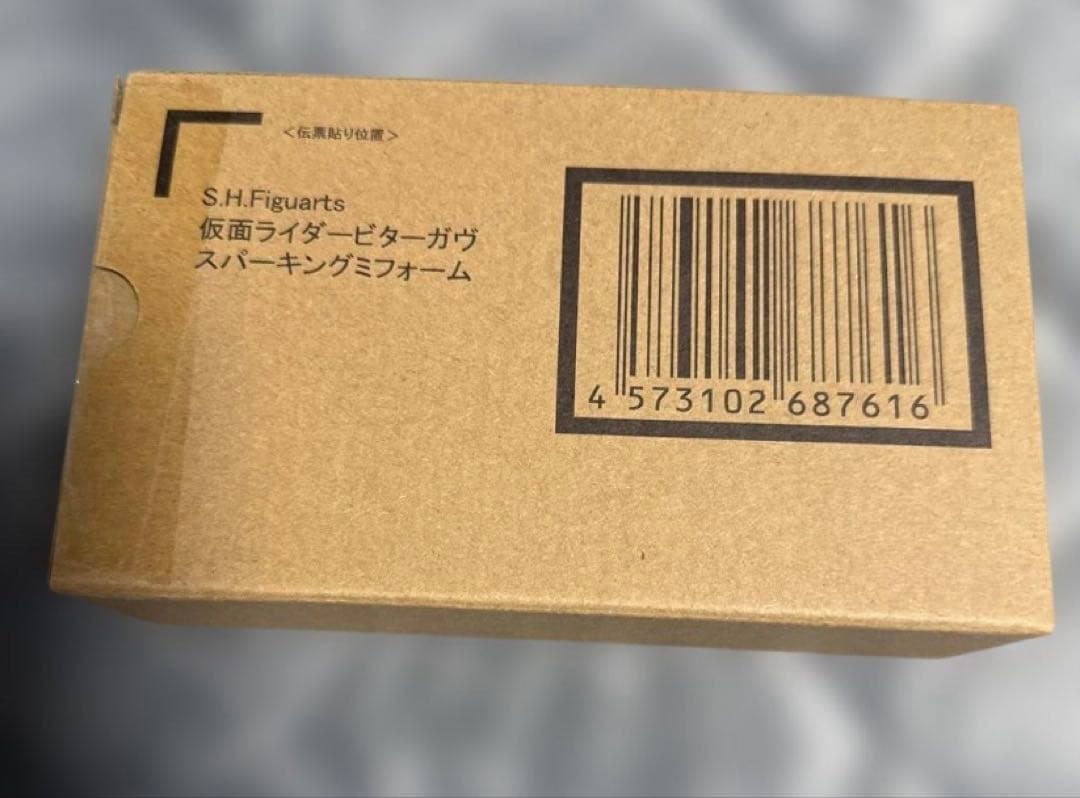 <伝票貼り位置>
S.H.Figuarts
仮面ライダービターガヴ
スパーキングミフォーム
4 573102 687616